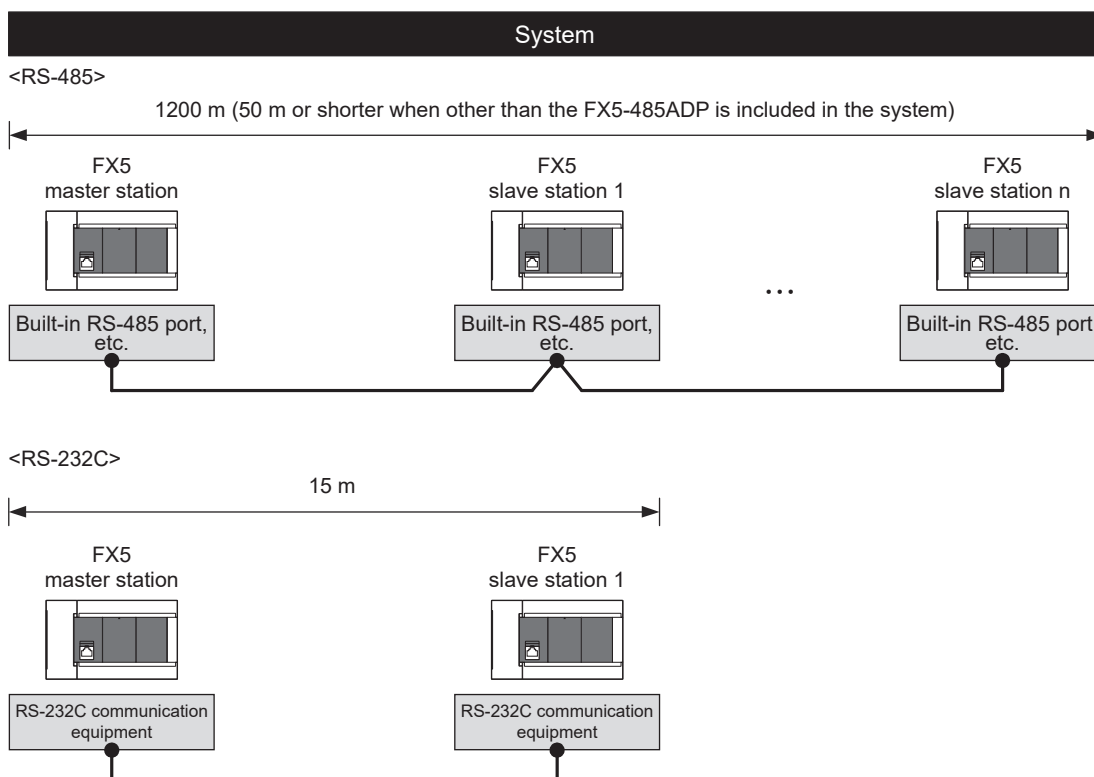 System
<RS-485>
1200 m (50 m or shorter when other than the FX5-485ADP is included in the system)
FX5
master station
FX5
slave station 1
FX5
slave station n
...
Built-in RS-485 port,
etc.
Built-in RS-485 port,
etc.
Built-in RS-485 port
etc.
<RS-232C>
15 m
FX5
master station
FX5
slave station 1
RS-232C communication
equipment
RS-232C communication
equipment